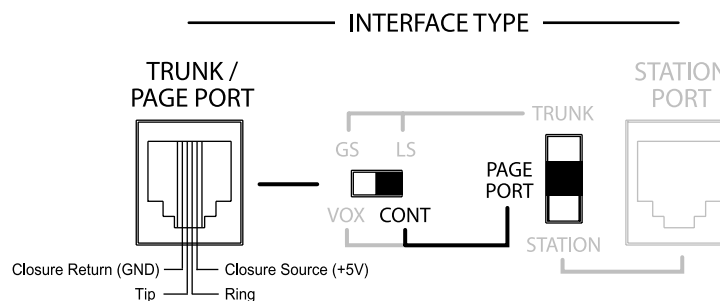 INTERFACE TYPE
TRUNK /
PAGE PORT
STATION
PORT
TRUNK
GS LS
PAGE
PORT
VOX CONT
STATION
Closure Return (GND) Closure Source (+5V)
Tip Ring